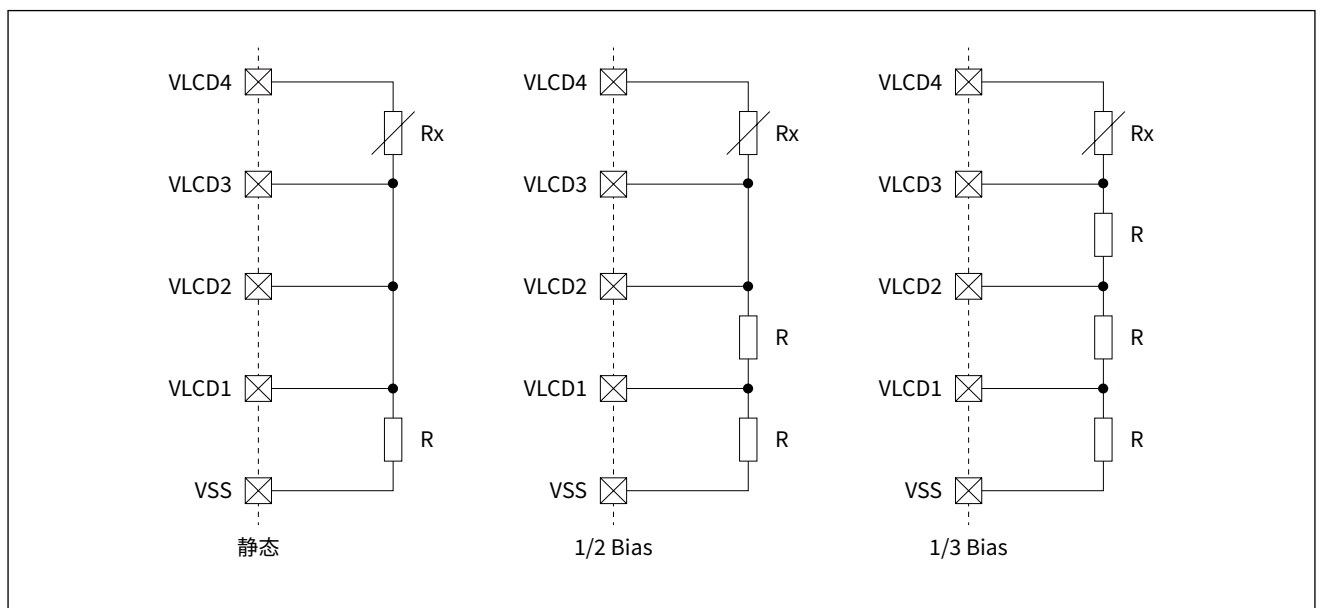 VLCD4 Rx VLCD4 Rx VLCD4 Rx
VLCD3 VLCD3 VLCD3
R
VLCD2 VLCD2 VLCD2
R R
VLCD1 VLCD1 VLCD1
R R R
VSS VSS VSS
静态 1/2 Bias 1/3 Bias